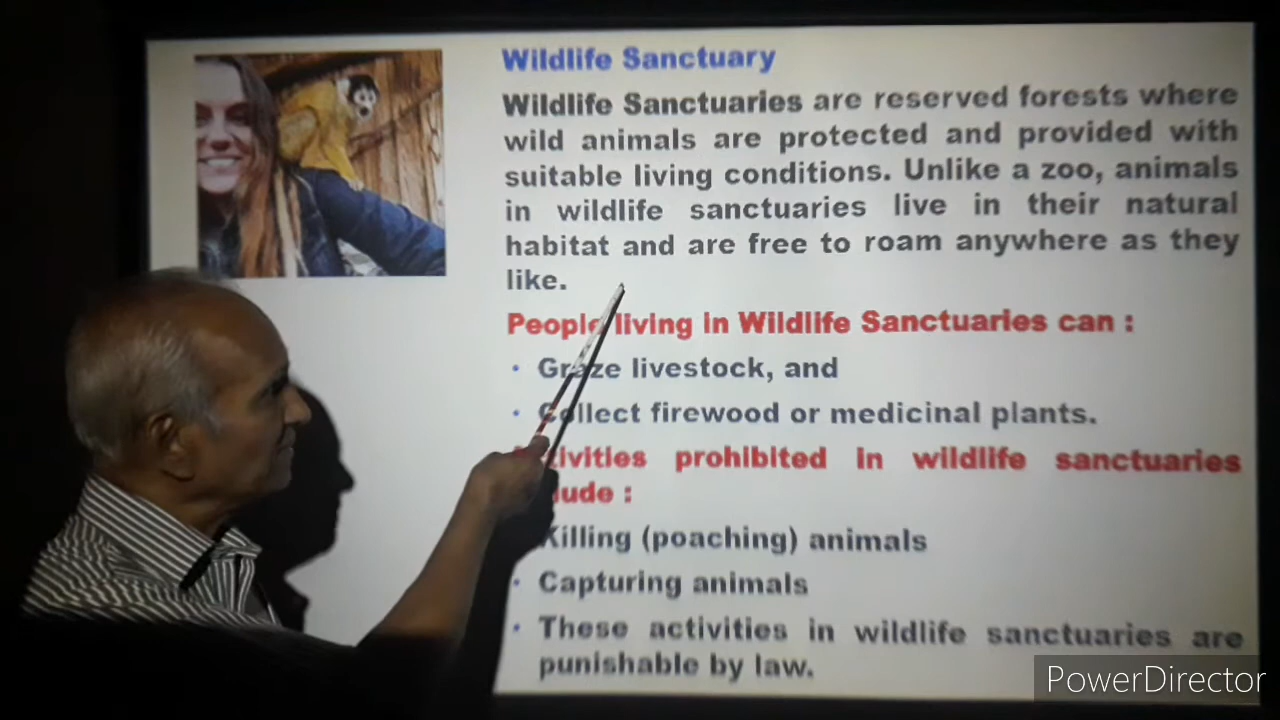 Wildlife Sanctuary
Wildlife Sanctuaries are reserved forests where
wild animals are protected and provided with
suitable living conditions. Unlike a zoo, animals
in wildlife sanctuaries live in their natural
habitat and are free to roam anywhere as they
like.
People living in Wildlife Sanctuaries can :
• Graze livestock, and
• Collect firewood or medicinal plants.
Activities prohibited in wildlife sanctuaries
include :
Killing (poaching) animals
• Capturing animals
• These activities in wildlife sanctuaries are
punishable by law.
PowerDirector